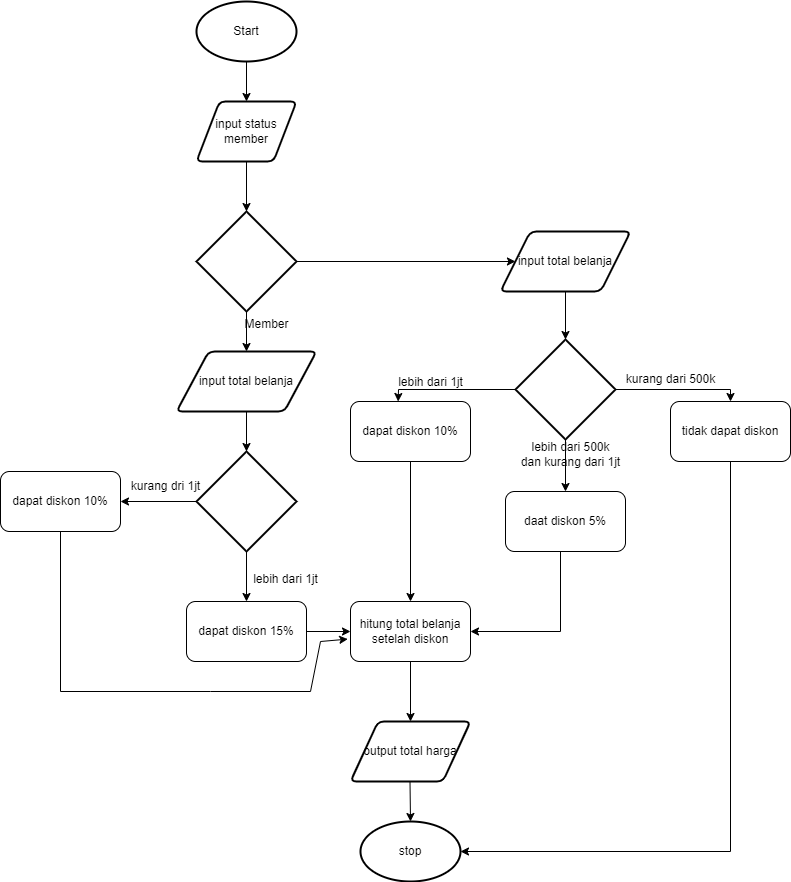 Start
input status
member
input total belanja
Member
input total belanja
lebih dari 1jt
kurang dari 500k
dapat diskon 10%
tidak dapat diskon
lebih dari 500k
dan kurang dari 1jt
kurang dri 1jt
dapat diskon 10%
daat diskon 5%
lebih dari 1jt
dapat diskon 15%
hitung total belanja
setelah diskon
output total harga
stop